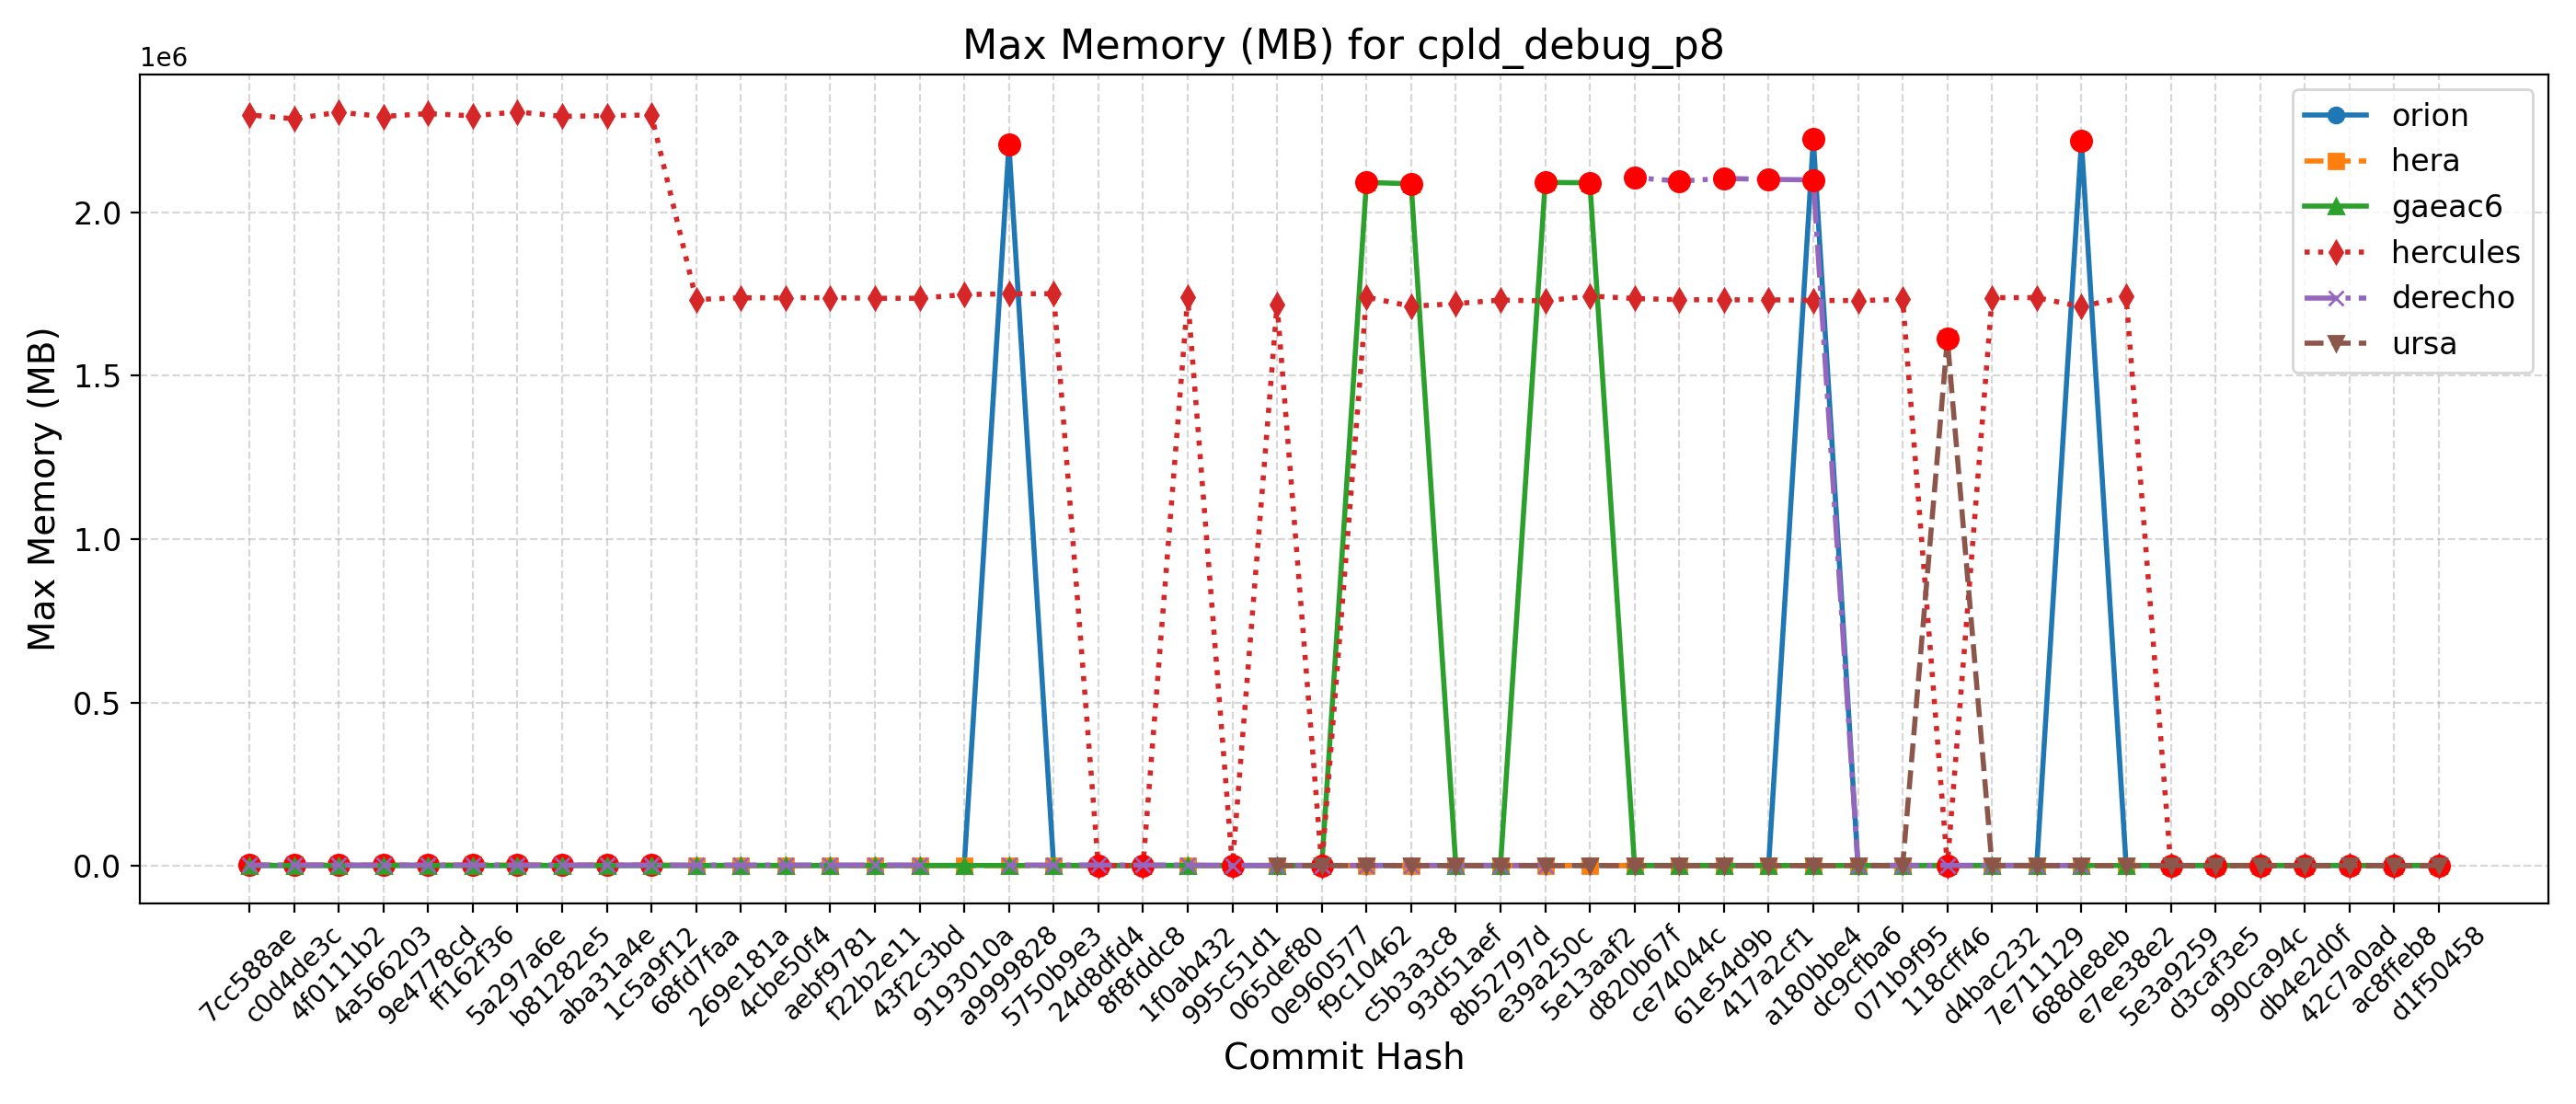 Max Memory (MB) for cpld_debug_p8
1e6
Max Memory (MB)
2.0
1.5
1.0
0.5
0.0
orion
hera
gaeac6
hercules
derecho
ursa
7cc588ae
c0d4de3c
4f0111b2
4a566203
9e4778cd
ff162f36
5a297a6e
b81282e5
aba31a4e
1c5a9f12
68fd7faa
269e181a
4cbe50f4
aebf9781
f22b2e11
43f2c3bd
9193010a
a9999828
5750b9e3
24d8dfd4
8f8fddc8
1f0ab432
995c51d1
065def80
0e960577
f9c10462
c5b3a3c8
93d51aef
8b52797d
e39a250c
5e13aaf2
d820b67f
ce74044c
61e54d9b
417a2cf1
a180bbe4
dc9cfba6
071b9f95
118cff46
d4bac232
7e711129
688de8eb
e7ee38e2
5e3a9259
d3caf3e5
990ca94c
db4e2d0f
42c7a0ad
ac8ffeb8
d1f50458
Commit Hash